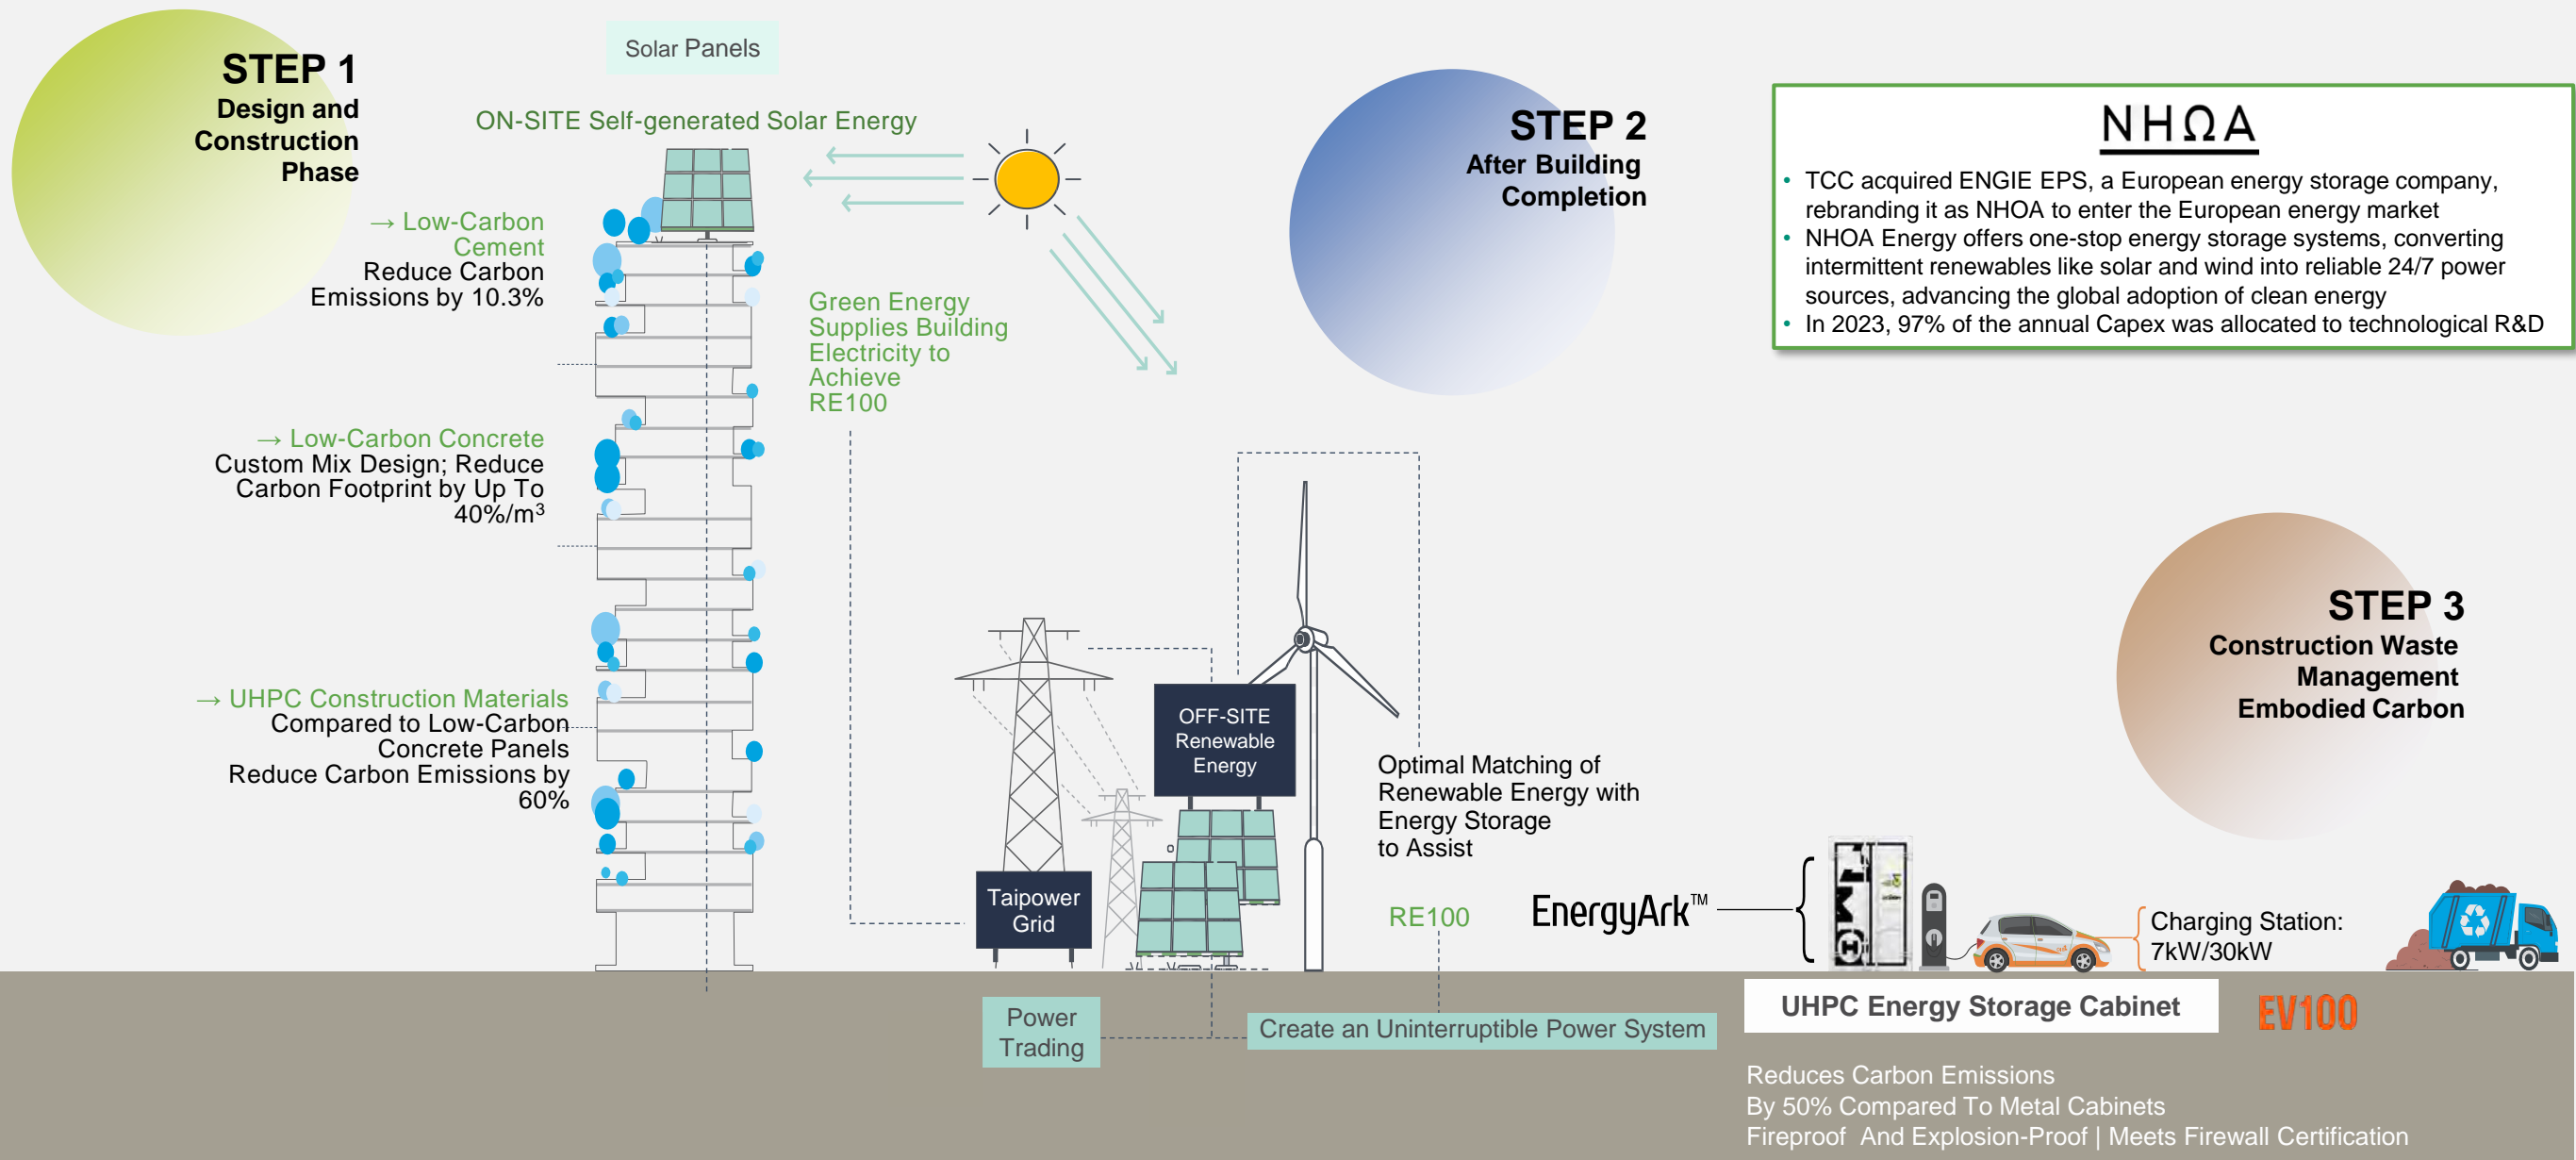 STEP 1
Design and
Construction
Phase
Solar Panels
ON-SITE Self-generated Solar Energy
→ Low-Carbon
Cement
Reduce Carbon
Emissions by 10.3%
→ Low-Carbon Concrete
Custom Mix Design; Reduce
Carbon Footprint by Up To
40%/m³
→ UHPC Construction Materials
Compared to Low-Carbon
Concrete Panels
Reduce Carbon Emissions by
60%
Green Energy
Supplies Building
Electricity to
Achieve
RE100
STEP 2
After Building
Completion
NHΩA
• TCC acquired ENGIE EPS, a European energy storage company,
rebranding it as NHOA to enter the European energy market
• NHOA Energy offers one-stop energy storage systems, converting
intermittent renewables like solar and wind into reliable 24/7 power
sources, advancing the global adoption of clean energy
• In 2023, 97% of the annual Capex was allocated to technological R&D
OFF-SITE
Renewable
Energy
Taipower
Grid
Optimal Matching of
Renewable Energy with
Energy Storage
to Assist
RE100
Power
Trading
Create an Uninterruptible Power System
STEP 3
Construction Waste
Management
Embodied Carbon
EnergyArk™
Charging Station:
7kW/30kW
UHPC Energy Storage Cabinet
EV100
Reduces Carbon Emissions
By 50% Compared To Metal Cabinets
Fireproof And Explosion-Proof | Meets Firewall Certification